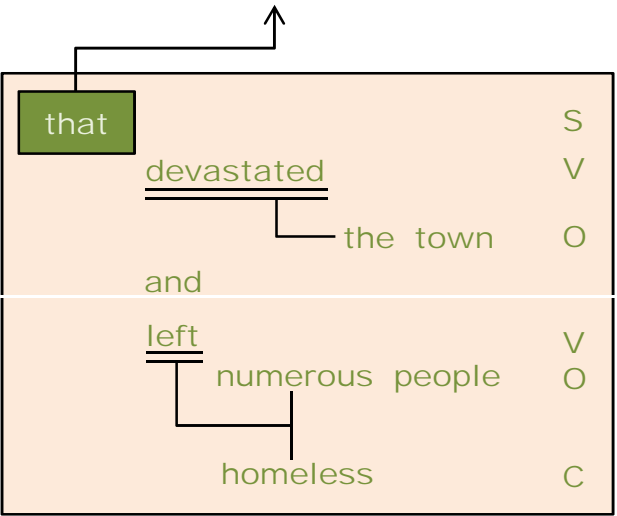 that S
devastated V
the town O
and
left V
numerous people O
homeless C